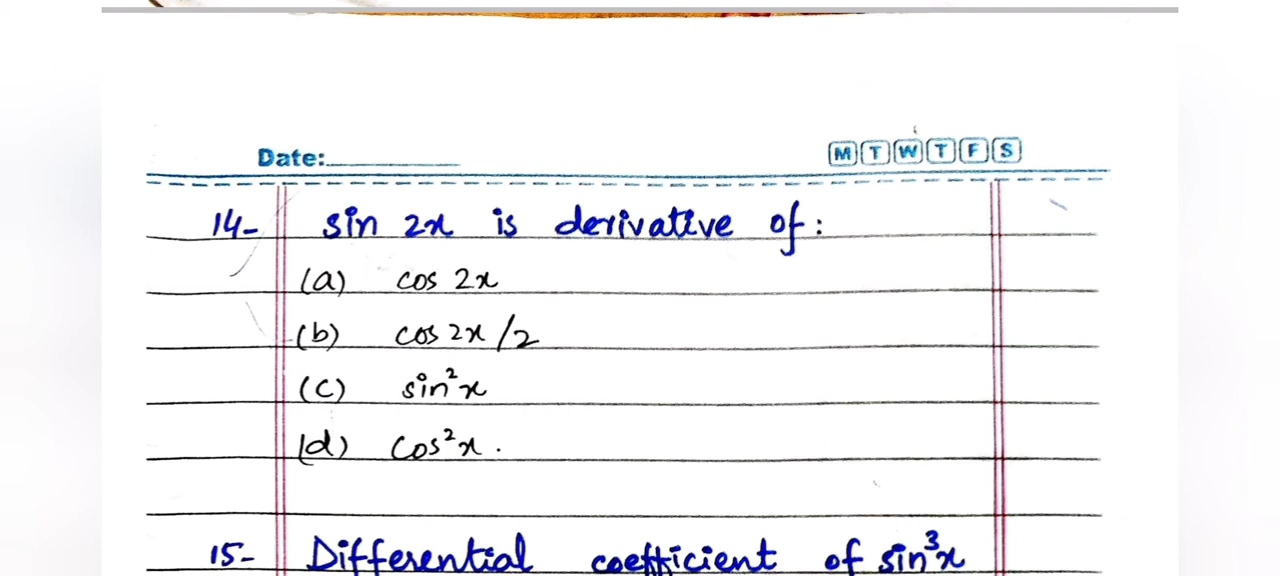 Date:
M T W T F S
14- sin 2x is derivative of:
(a) cos 2x
(b) cos 2x/2
(c) sin²x
(d) cos²x.
15- Differential coefficient of sin³x